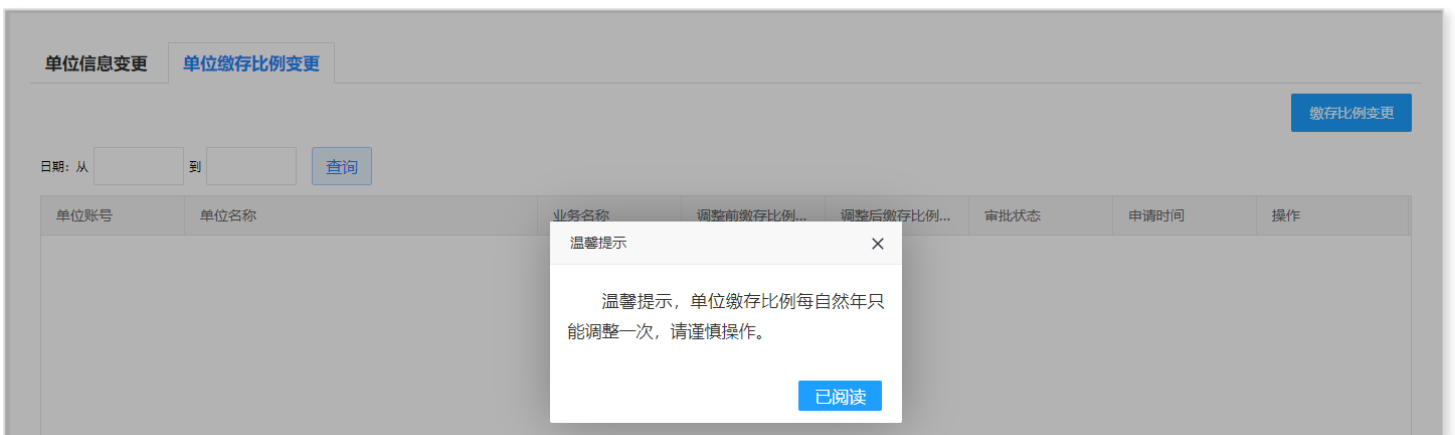 单位信息变更 单位缴存比例变更
缴存比例变更
日期: 从 到 查询
单位账号 单位名称 业务名称 调整前缴存比例... 调整后缴存比例... 审批状态 申请时间 操作
温馨提示
温馨提示，单位缴存比例每自然年只
能调整一次，请谨慎操作。
已阅读